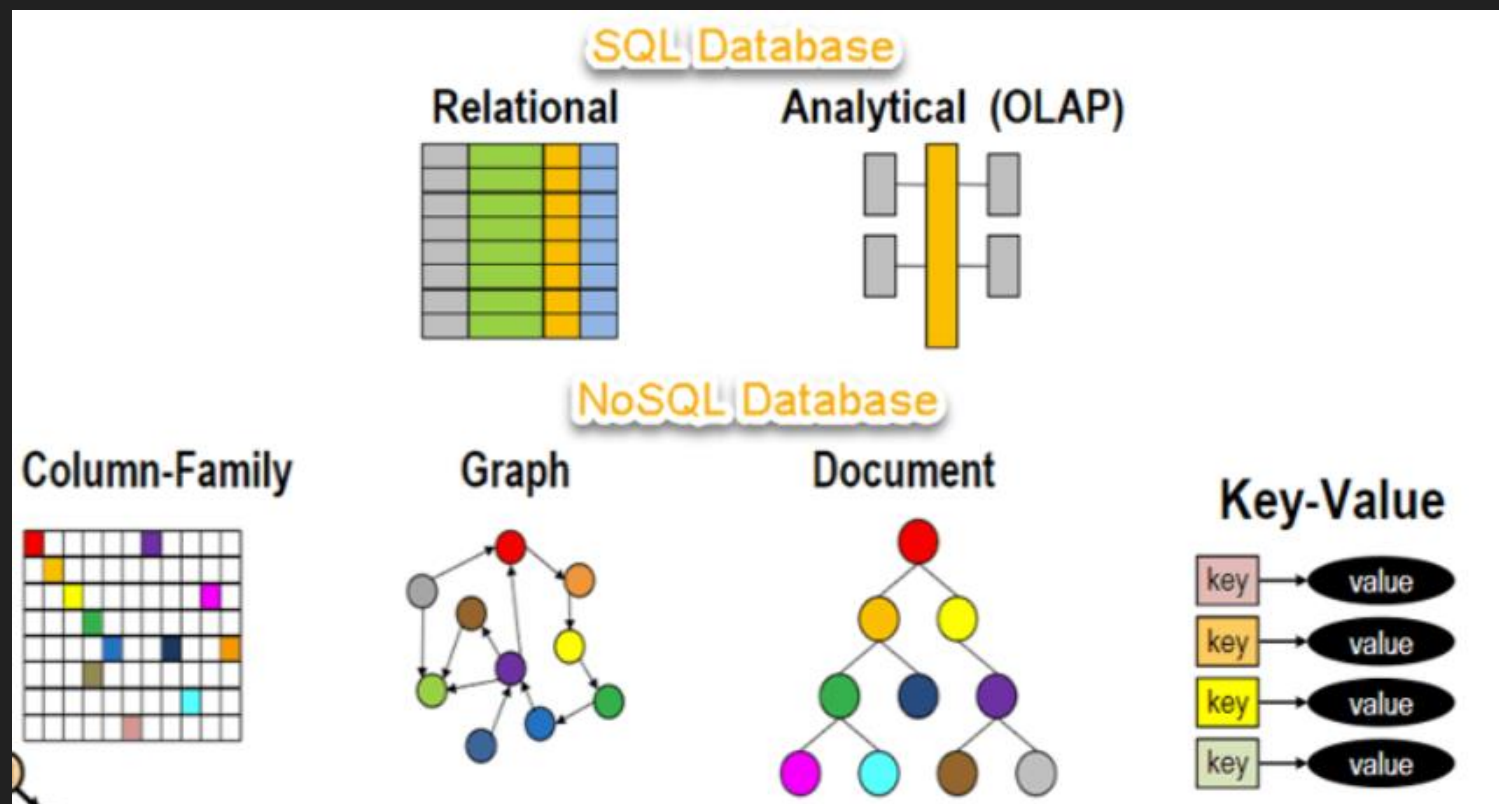 SQL Database
Relational
Analytical (OLAP)
NoSQL Database
Column-Family
Graph
Document
Key-Value
key value
key value
key value
key value